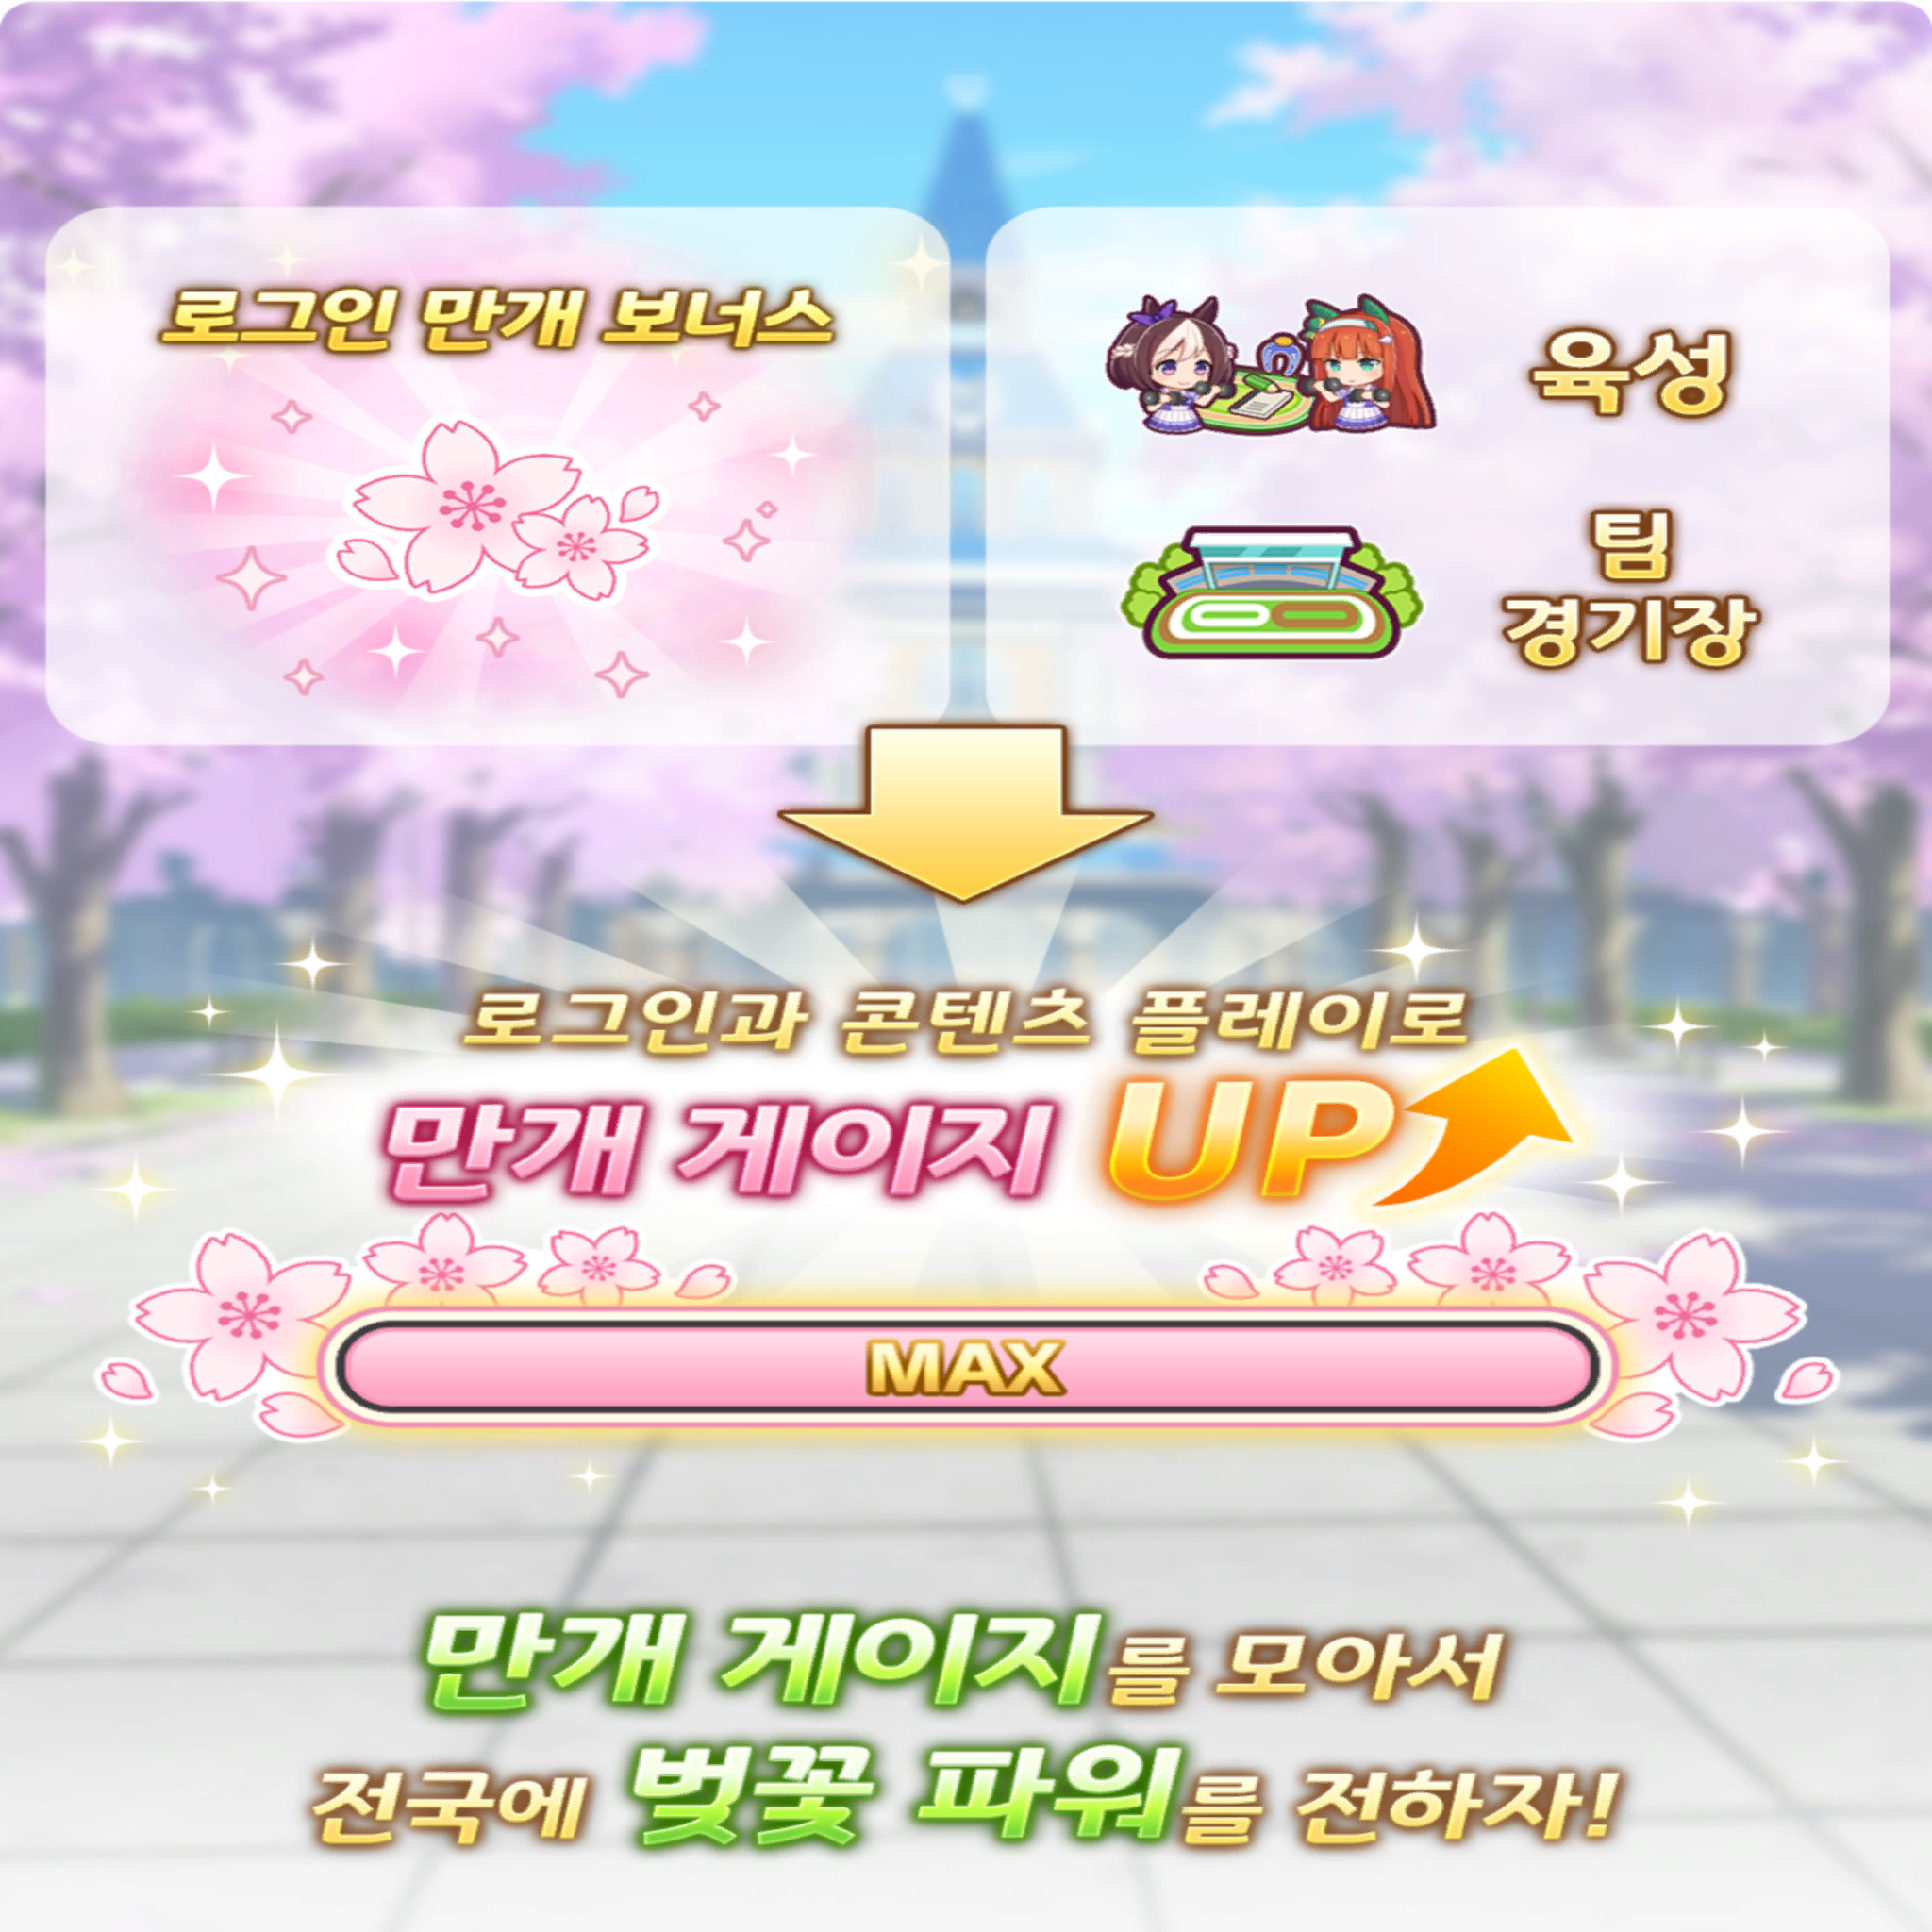 로그인 만개 보너스
육성
팀
경기장
로그인과 콘텐츠 플레이로
만개 게이지 UP
MAX
만개 게이지를 모아서
전국에 벚꽃 파워를 전하자!